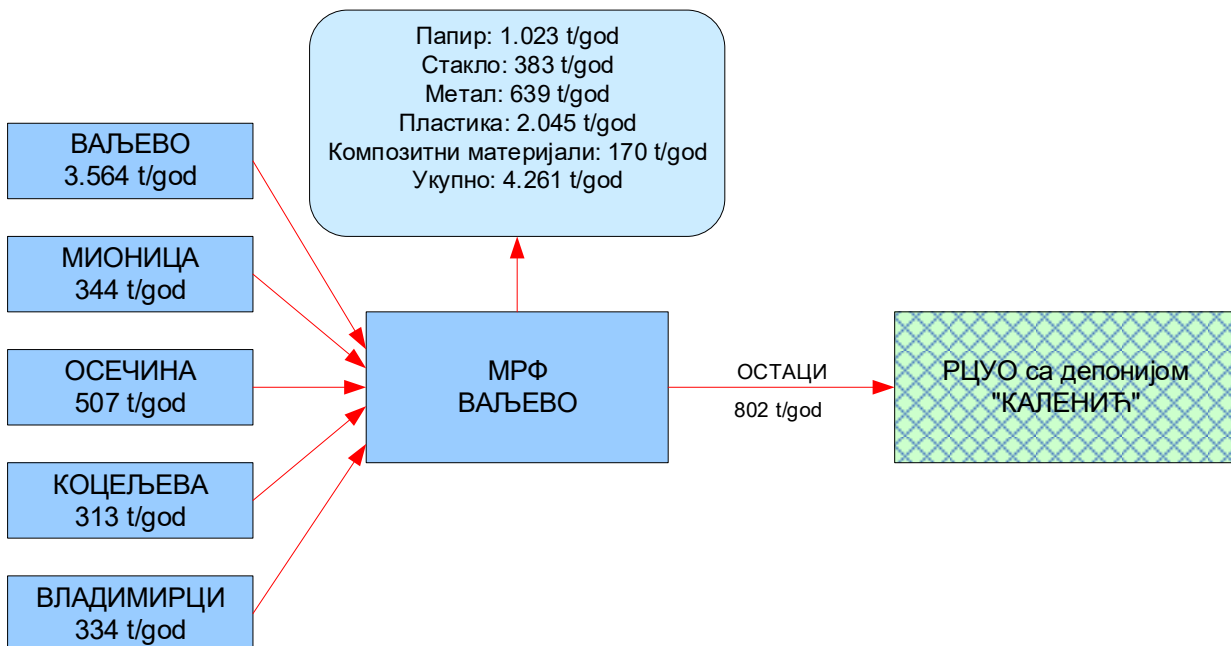 Папир: 1.023 t/god
Стакло: 383 t/god
Метал: 639 t/god
Пластика: 2.045 t/god
Композитни материјали: 170 t/god
Укупно: 4.261 t/god
ВАЉЕВО
3.564 t/god
МИОНИЦА
344 t/god
ОСЕЧИНА
507 t/god
КОЦЕЉЕВА
313 t/god
ВЛАДИМИРЦИ
334 t/god
МРФ
ВАЉЕВО
ОСТАЦИ
802 t/god
РЦУО са депонијом
"КАЛЕНИЋ"